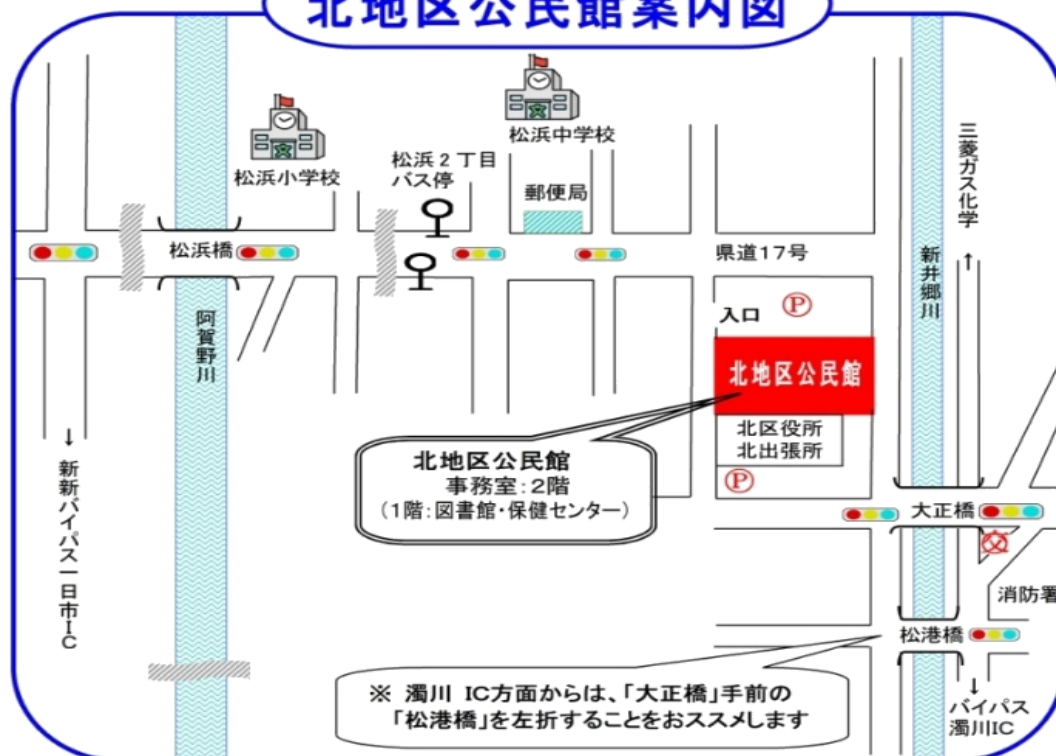 北地区公民館案内図
松浜中学校
松浜小学校
松浜2丁目
バス停
郵便局
三菱ガス化学
↑
松浜橋
県道17号
新井郷川
阿賀野川
入口
P
北地区公民館
北区役所
北出張所
P
↓新新バイパス一日市IC
北地区公民館
事務室:2階
(1階:図書館・保健センター)
大正橋
消防署
松港橋
※ 濁川 IC方面からは、「大正橋」手前の
「松港橋」を左折することをおススメします
↓
バイパス
濁川IC